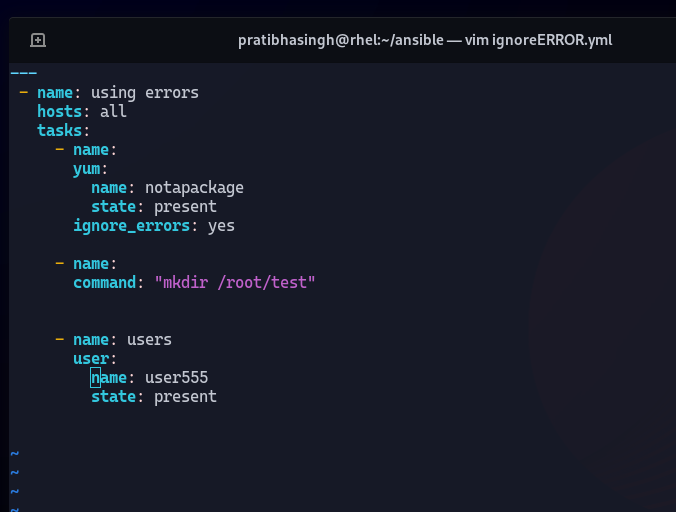 pratibhasingh@rhel:~/ansible — vim ignoreERROR.yml
---
 - name: using errors
   hosts: all
   tasks:
     - name:
       yum:
         name: notapackage
         state: present
       ignore_errors: yes

     - name:
       command: "mkdir /root/test"


     - name: users
       user:
         name: user555
         state: present


~
~
~
~